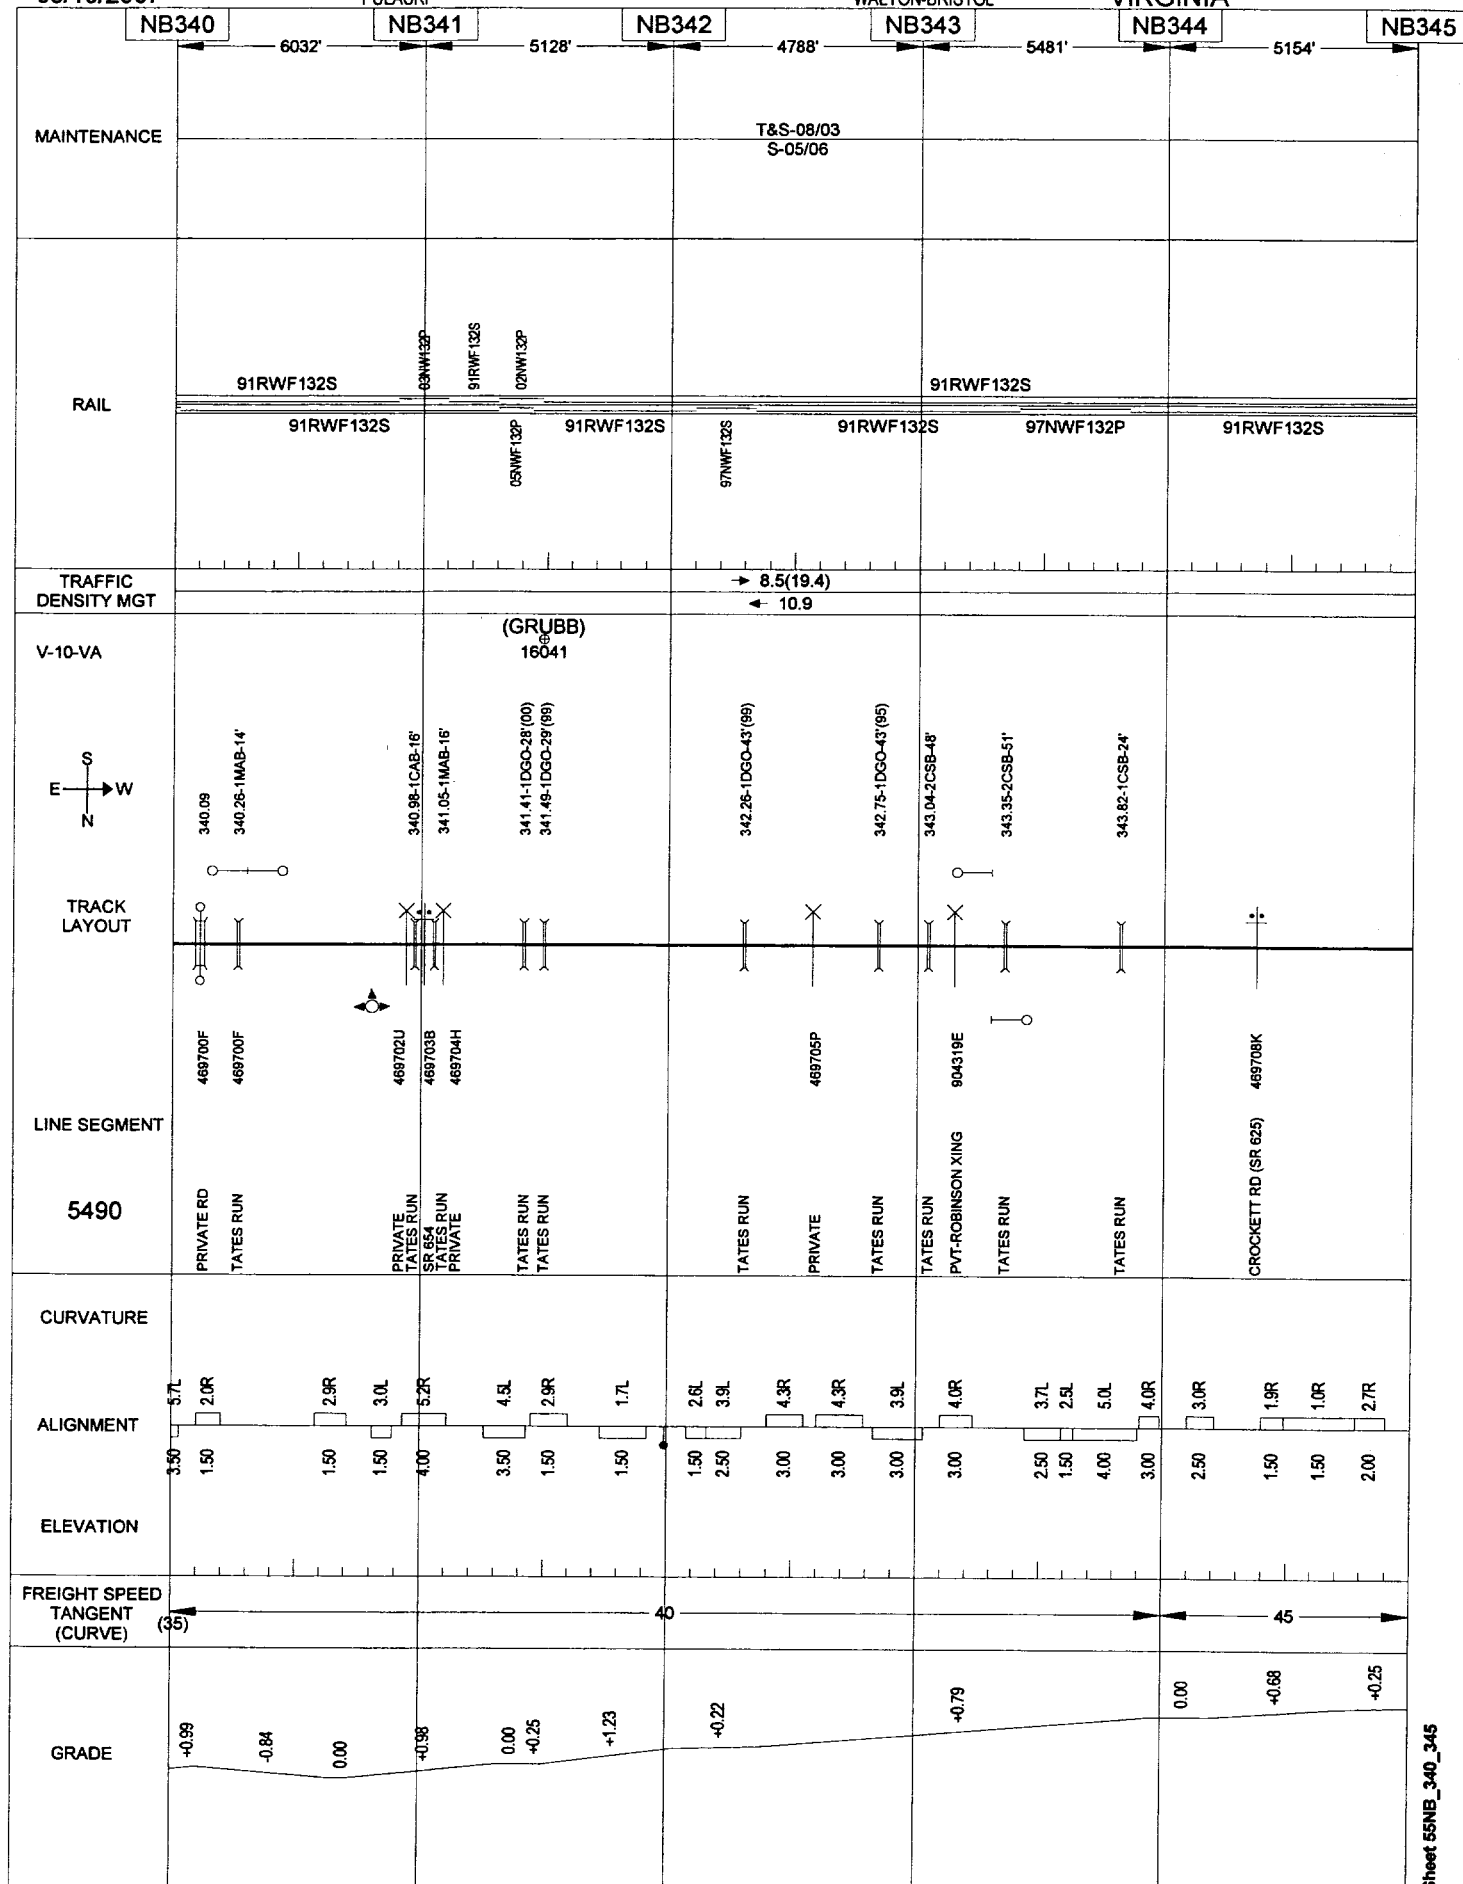 WALTON-BRISTOL
VIRGINIA
NB340 NB341 NB342 NB343 NB344 NB345
6032' 5128' 4788' 5481' 5154'
MAINTENANCE
T&S-08/03
S-05/06
03NW132P 91RWF132S 02NW132P
91RWF132S 91RWF132S
RAIL
91RWF132S 91RWF132S 91RWF132S 97NWF132P 91RWF132S
05NWF132P 97NWF132S
TRAFFIC
DENSITY MGT
8.5(19.4)
10.9
(GRUBB)
16041
V-10-VA
S
E W
N
340.09 340.26-1MAB-14' 340.98-1CAB-16' 341.05-1MAB-16' 341.41-1DGO-28'(00) 341.49-1DGO-29'(99) 342.26-1DGO-43'(99) 342.75-1DGO-43'(95) 343.04-2CSB-48' 343.35-2CSB-51' 343.82-1CSB-24'
TRACK
LAYOUT
469700F 469700F 469702U 469703B 469704H 469705P 904319E 469708K
LINE SEGMENT
5490
PRIVATE RD TATES RUN PRIVATE TATES RUN SR 654 TATES RUN PRIVATE TATES RUN TATES RUN TATES RUN PRIVATE TATES RUN TATES RUN PVT-ROBINSON XING TATES RUN TATES RUN CROCKETT RD (SR 625)
CURVATURE
5.7L 2.0R 2.9R 3.0L 5.2R 4.5L 2.9R 1.7L 2.6L 3.9L 4.3R 4.3R 3.9L 4.0R 3.7L 2.5L 5.0L 4.0R 3.0R 1.9R 1.0R 2.7R
ALIGNMENT
3.50 1.50 1.50 1.50 4.00 3.50 1.50 1.50 1.50 2.50 3.00 3.00 3.00 3.00 2.50 1.50 4.00 3.00 2.50 1.50 1.50 2.00
ELEVATION
FREIGHT SPEED
TANGENT
(CURVE)
(35) 40 45
GRADE
+0.99 -0.84 0.00 +0.98 0.00 +0.25 +1.23 +0.22 +0.79 0.00 +0.68 +0.25
Sheet 55NB_340_345